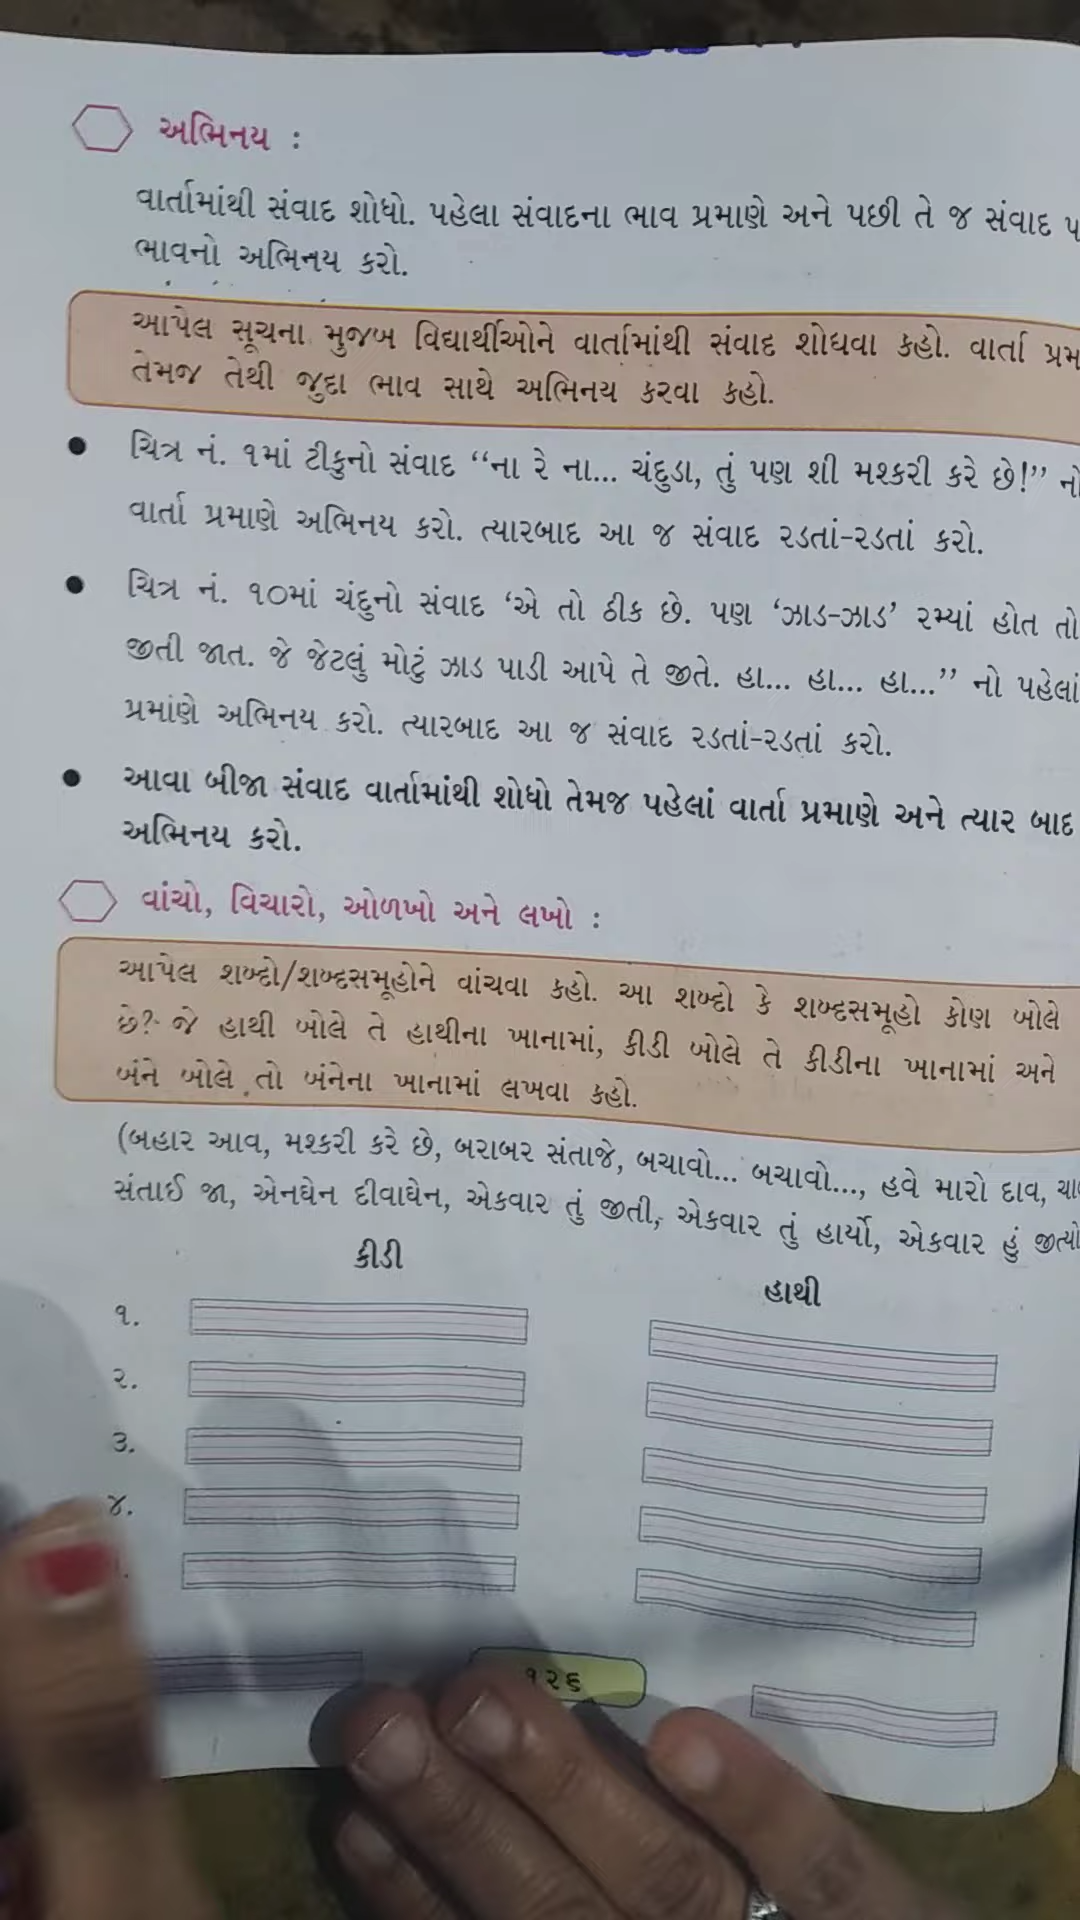 અભિનય :
વાર્તામાંથી સંવાદ શોધો. પહેલા સંવાદના ભાવ પ્રમાણે અને પછી તે જ સંવાદ
ભાવનો અભિનય કરો.
આપેલ સૂચના મુજબ વિદ્યાર્થીઓને વાર્તામાંથી સંવાદ શોધવા કહો. વાર્તા
તેમજ તેથી જુદા ભાવ સાથે અભિનય કરવા કહો.
● ચિત્ર નં. ૧માં ટીકુનો સંવાદ “ના રે ના... ચંદુડા, તું પણ શી મશ્કરી કરે છે!” નો
વાર્તા પ્રમાણે અભિનય કરો. ત્યારબાદ આ જ સંવાદ રડતાં-રડતાં કરો.
● ચિત્ર નં. ૧૦માં ચંદુનો સંવાદ ‘એ તો ઠીક છે. પણ ‘ઝાડ-ઝાડ’ રમ્યાં હોત તો
જીતી જાત. જે જેટલું મોટું ઝાડ પાડી આપે તે જીતે. હા... હા... હા...” નો પહેલાં
પ્રમાણે અભિનય કરો. ત્યારબાદ આ જ સંવાદ રડતાં-રડતાં કરો.
● આવા બીજા સંવાદ વાર્તામાંથી શોધો તેમજ પહેલાં વાર્તા પ્રમાણે અને ત્યાર બાદ
અભિનય કરો.
વાંચો, વિચારો, ઓળખો અને લખો :
આપેલ શબ્દો/શબ્દસમૂહોને વાંચવા કહો. આ શબ્દો કે શબ્દસમૂહો કોણ બોલે
છે? જે હાથી બોલે તે હાથીના ખાનામાં, કીડી બોલે તે કીડીના ખાનામાં અને
બંને બોલે તો બંનેના ખાનામાં લખવા કહો.
(બહાર આવ, મશ્કરી કરે છે, બરાબર સંતાજે, બચાવો... બચાવો..., હવે મારો દાવ,
સંતાઈ જા, એનઘેન દીવાઘેન, એકવાર તું જીતી, એકવાર તું હાર્યો, એકવાર હું જીત્યો
કીડી
હાથી
૧.
૨.
૩.
૪.
૧૨૬